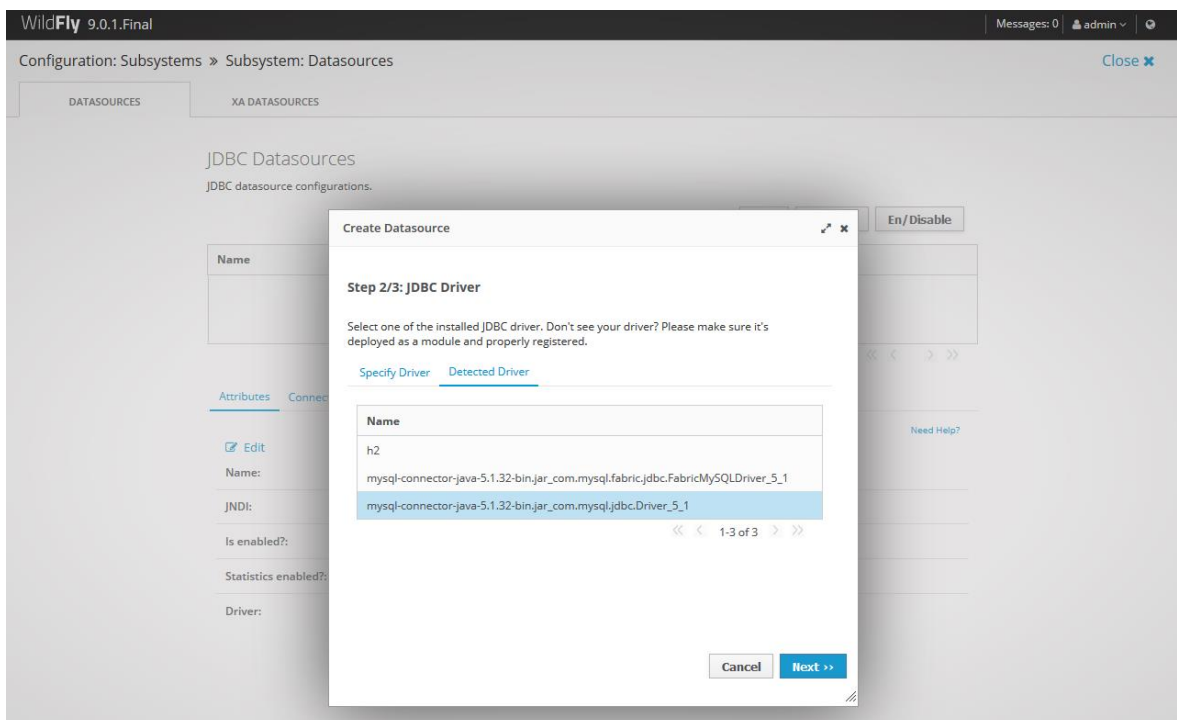 WildFly 9.0.1.Final
Messages: 0 admin
Configuration: Subsystems » Subsystem: Datasources
Close ×
DATASOURCES XA DATASOURCES
JDBC Datasources
JDBC datasource configurations.
En/Disable
Name
Create Datasource
Step 2/3: JDBC Driver
Select one of the installed JDBC driver. Don't see your driver? Please make sure it's
deployed as a module and properly registered.
Specify Driver Detected Driver
Name
h2
mysql-connector-java-5.1.32-bin.jar_com.mysql.fabric.jdbc.FabricMySQLDriver_5_1
mysql-connector-java-5.1.32-bin.jar_com.mysql.jdbc.Driver_5_1
« ‹ 1-3 of 3 › »
Cancel Next ››
« ‹ › »
Attributes Connec
Need Help?
Edit
Name:
JNDI:
Is enabled?:
Statistics enabled?:
Driver: